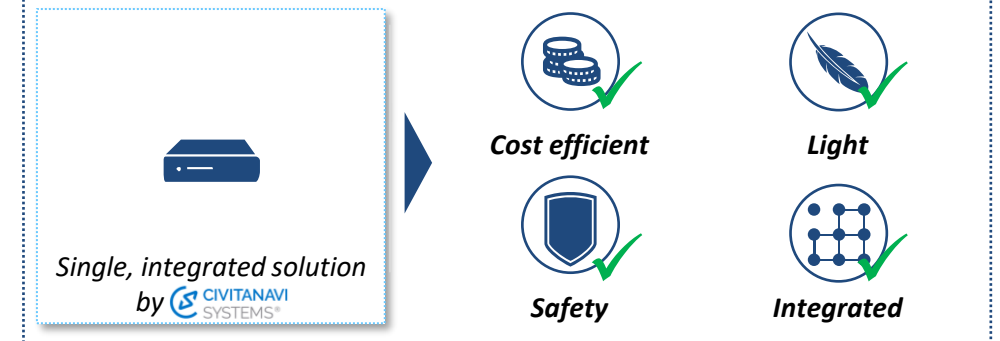 Cost efficient
Light
Single, integrated solution
by CIVITANAVI
SYSTEMS®
Safety
Integrated